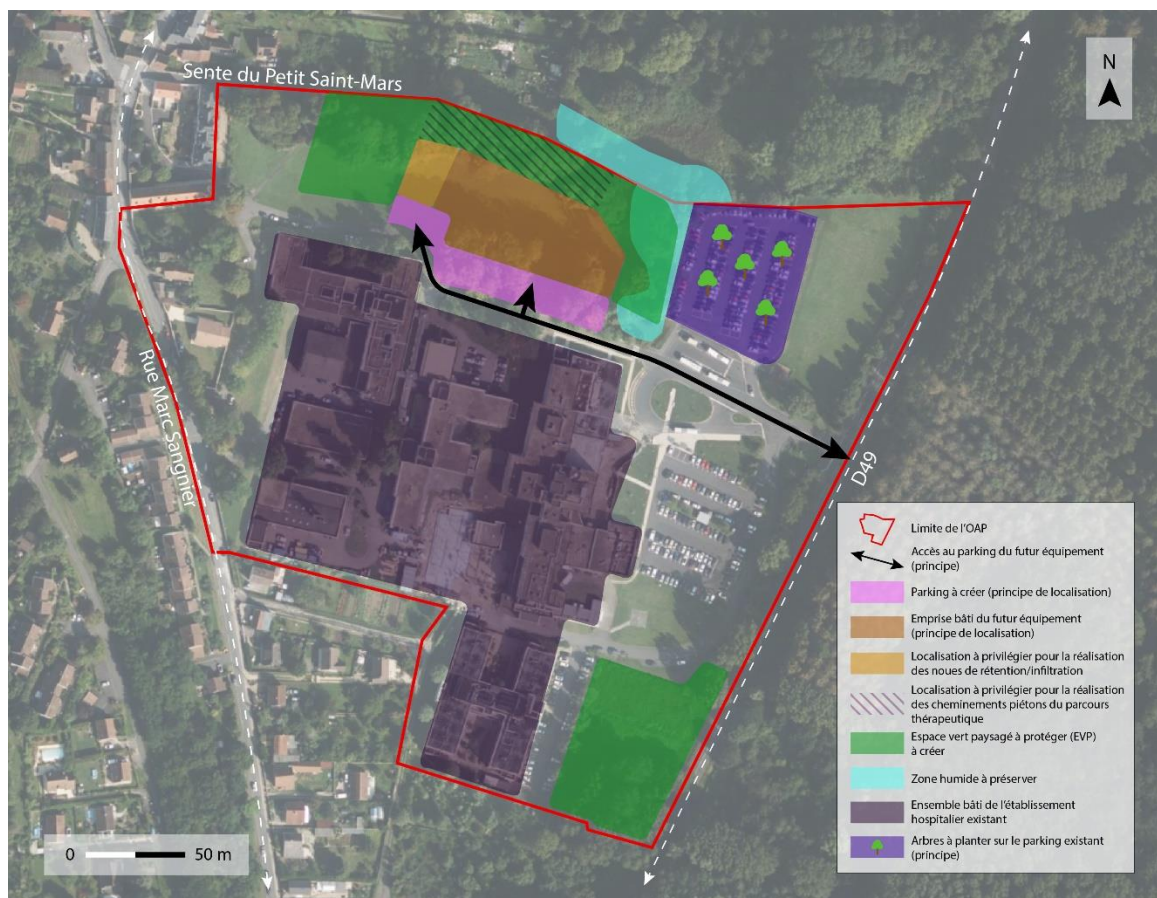 Sente du Petit Saint-Mars
N
Rue Marc Sangnier
D49
Limite de l'OAP
Accès au parking du futur équipement
(principe)
Parking à créer (principe de localisation)
Emprise bâti du futur équipement
(principe de localisation)
Localisation à privilégier pour la réalisation
des noues de rétention/infiltration
Localisation à privilégier pour la réalisation
des cheminements piétons du parcours
thérapeutique
Espace vert paysagé à protéger (EVP)
à créer
Zone humide à préserver
Ensemble bâti de l'établissement
hospitalier existant
Arbres à planter sur le parking existant
(principe)
0 50 m